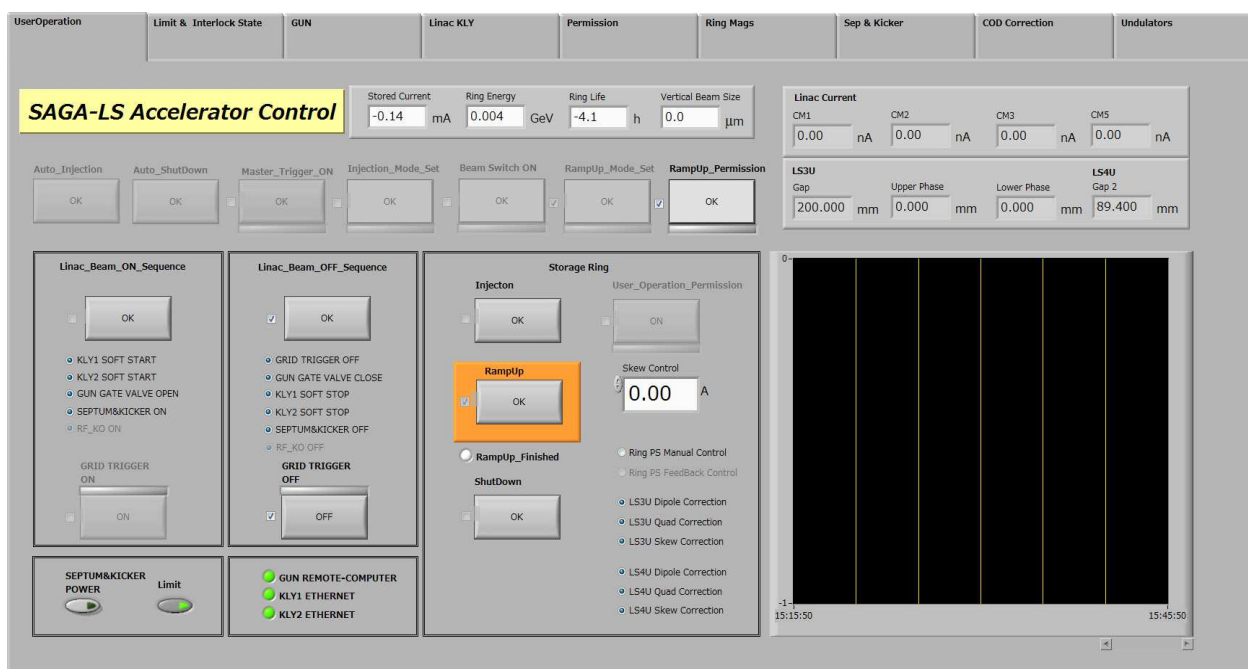 UserOperation
Limit & Interlock State
GUN
Linac KLY
Permission
Ring Mags
Sep & Kicker
COD Correction
Undulators
SAGA-LS Accelerator Control
Stored Current
-0.14 mA
Ring Energy
0.004 GeV
Ring Life
-4.1 h
Vertical Beam Size
0.0 μm
Linac Current
CM1
0.00 nA
CM2
0.00 nA
CM3
0.00 nA
CM5
0.00 nA
Auto_Injection
OK
Auto_ShutDown
OK
Master_Trigger_ON
OK
Injection_Mode_Set
OK
Beam Switch ON
OK
RampUp_Mode_Set
OK
RampUp_Permission
OK
LS3U
Gap
200.000 mm
Upper Phase
0.000 mm
Lower Phase
0.000 mm
LS4U
Gap 2
89.400 mm
Linac_Beam_ON_Sequence
OK
KLY1 SOFT START
KLY2 SOFT START
GUN GATE VALVE OPEN
SEPTUM&KICKER ON
RF_KO ON
GRID TRIGGER
ON
ON
Linac_Beam_OFF_Sequence
OK
GRID TRIGGER OFF
GUN GATE VALVE CLOSE
KLY1 SOFT STOP
KLY2 SOFT STOP
SEPTUM&KICKER OFF
RF_KO OFF
GRID TRIGGER
OFF
OFF
Storage Ring
Injecton
OK
RampUp
OK
RampUp_Finished
ShutDown
OK
User_Operation_Permission
ON
Skew Control
0.00 A
Ring PS Manual Control
Ring PS FeedBack Control
LS3U Dipole Correction
LS3U Quad Correction
LS3U Skew Correction
LS4U Dipole Correction
LS4U Quad Correction
LS4U Skew Correction
SEPTUM&KICKER
POWER
Limit
GUN REMOTE-COMPUTER
KLY1 ETHERNET
KLY2 ETHERNET
0
-1
15:15:50
15:45:50